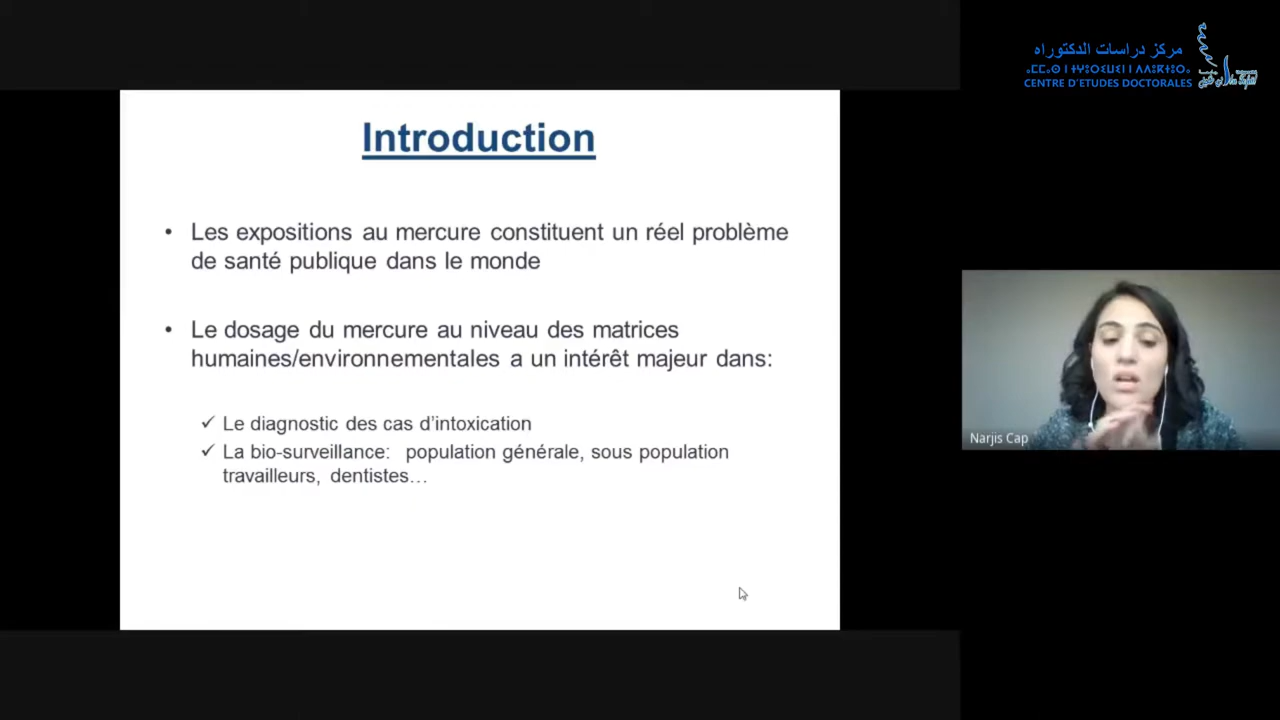 مركز دراسات الدكتوراه
CENTRE D'ETUDES DOCTORALES
Introduction
• Les expositions au mercure constituent un réel problème
de santé publique dans le monde
• Le dosage du mercure au niveau des matrices
humaines/environnementales a un intérêt majeur dans:
✓ Le diagnostic des cas d'intoxication
✓ La bio-surveillance: population générale, sous population
travailleurs, dentistes…
Narjis Cap